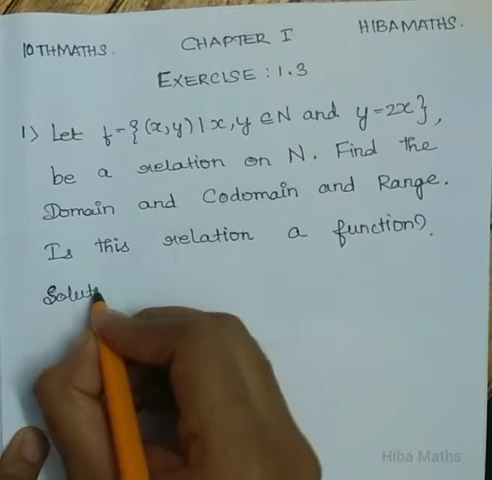 10THMATHS. CHAPTER I HIBAMATHS.
EXERCISE : 1.3
1) Let f = {(x,y) | x,y ∈ N and y = 2x},
be a relation on N. Find the
Domain and Codomain and Range.
Is this relation a function?.
Solut
Hiba Maths